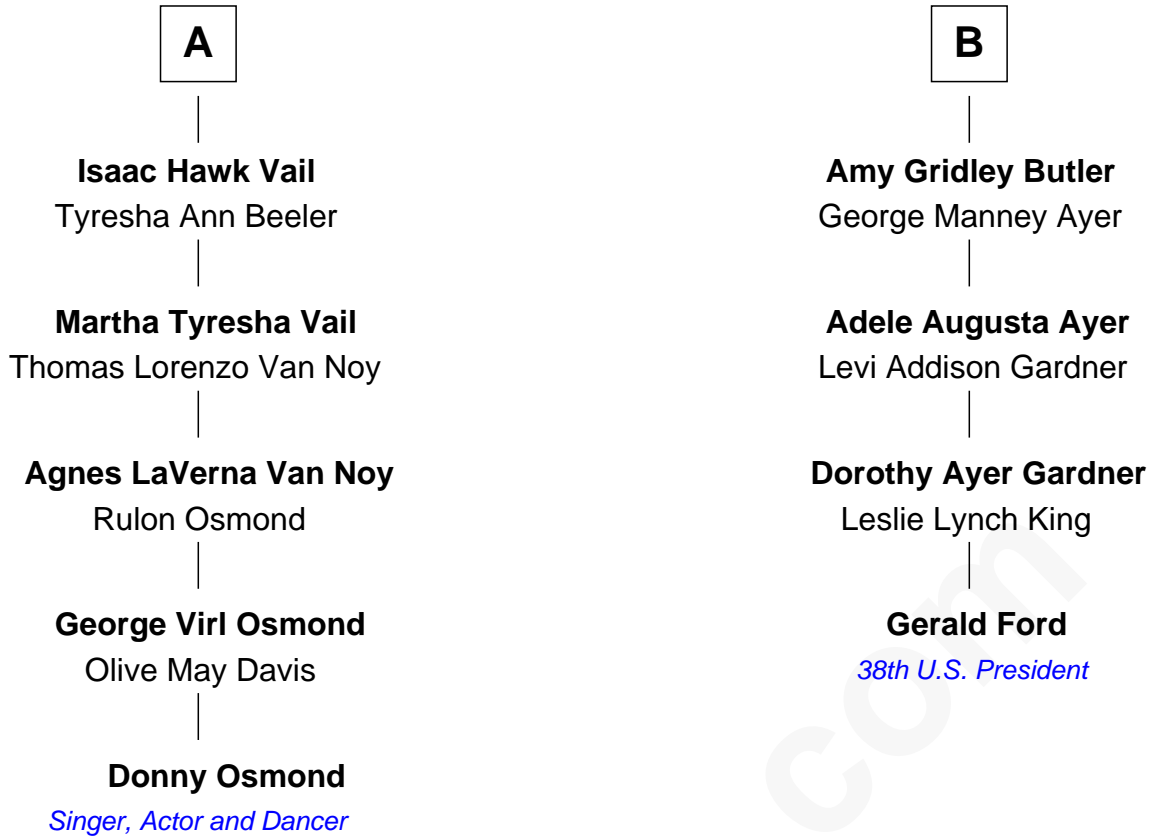 A
Isaac Hawk Vail
Tyresha Ann Beeler
Martha Tyresha Vail
Thomas Lorenzo Van Noy
Agnes LaVerna Van Noy
Rulon Osmond
George Virl Osmond
Olive May Davis
Donny Osmond
Singer, Actor and Dancer
B
Amy Gridley Butler
George Manney Ayer
Adele Augusta Ayer
Levi Addison Gardner
Dorothy Ayer Gardner
Leslie Lynch King
Gerald Ford
38th U.S. President
com